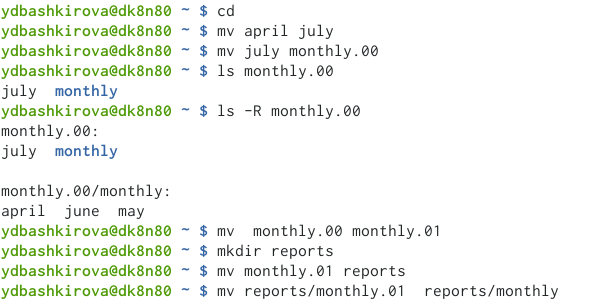 ydbashkirova@dk8n80 ~ $ cd
ydbashkirova@dk8n80 ~ $ mv april july
ydbashkirova@dk8n80 ~ $ mv july monthly.00
ydbashkirova@dk8n80 ~ $ ls monthly.00
july  monthly
ydbashkirova@dk8n80 ~ $ ls -R monthly.00
monthly.00:
july  monthly

monthly.00/monthly:
april  june  may
ydbashkirova@dk8n80 ~ $ mv  monthly.00 monthly.01
ydbashkirova@dk8n80 ~ $ mkdir reports
ydbashkirova@dk8n80 ~ $ mv monthly.01 reports
ydbashkirova@dk8n80 ~ $ mv reports/monthly.01  reports/monthly